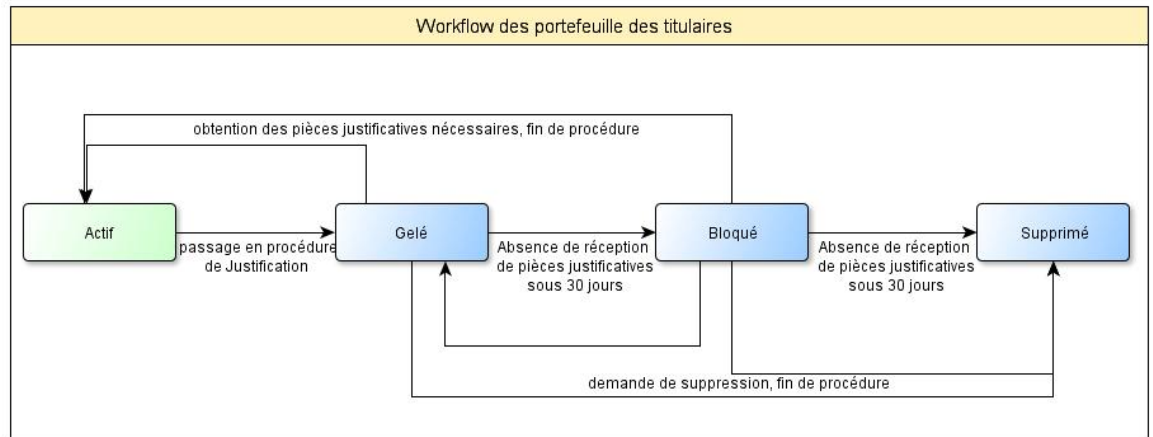 Workflow des portefeuille des titulaires
obtention des pièces justificatives nécessaires, fin de procédure
Actif
passage en procédure
de Justification
Gelé
Absence de réception
de pièces justificatives
sous 30 jours
Bloqué
Absence de réception
de pièces justificatives
sous 30 jours
Supprimé
demande de suppression, fin de procédure